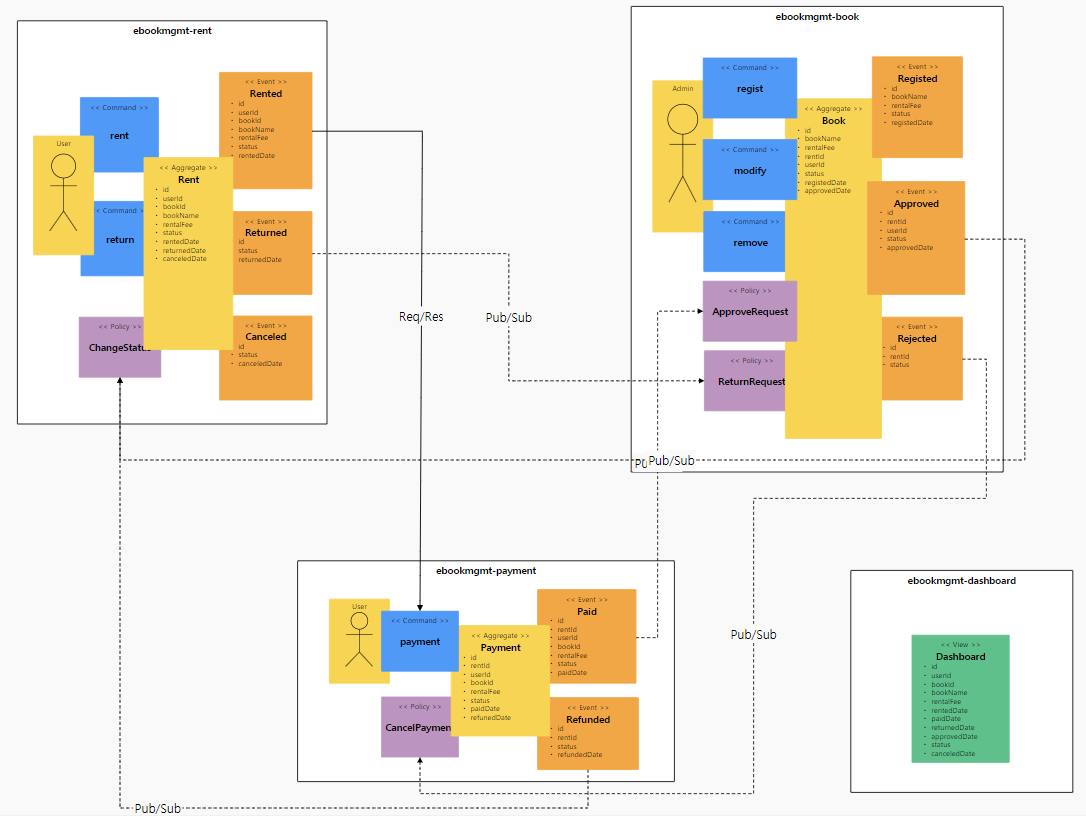 ebookmgmt-rent
<< Command >>
rent
User
<< Command >
return
<< Policy >>
ChangeStatus
<< Aggregate >>
Rent
· id
· userId
· bookId
· bookName
· rentalFee
· status
· rentedDate
· returnedDate
· canceledDate
<< Event >>
Rented
· id
· userId
· bookId
· bookName
· rentalFee
· status
· rentedDate
<< Event >>
Returned
id
status
returnedDate
<< Event >>
Canceled
id
· status
· canceledDate
Req/Res
Pub/Sub
ebookmgmt-book
Admin
<< Command >>
regist
<< Command >>
modify
<< Command >>
remove
<< Policy >>
ApproveRequest
<< Policy >>
ReturnRequest
<< Aggregate >>
Book
· id
· bookName
· rentalFee
· rentId
· userId
· status
· registedDate
· approvedDate
<< Event >>
Registed
· id
· bookName
· rentalFee
· status
· registedDate
<< Event >>
Approved
· id
· rentId
· userId
· status
· approvedDate
<< Event >>
Rejected
· id
· rentId
· status
Pub/Sub
ebookmgmt-payment
User
<< Command >>
payment
<< Policy >>
CancelPaymen
<< Aggregate >>
Payment
· id
· rentId
· userId
· bookId
· rentalFee
· status
· paidDate
· refunedDate
<< Event >>
Paid
· id
· rentId
· userId
· bookId
· rentalFee
· status
· paidDate
<< Event >>
Refunded
· id
· rentId
· status
· refundedDate
Pub/Sub
Pub/Sub
ebookmgmt-dashboard
<< View >>
Dashboard
· id
· userId
· bookId
· bookName
· rentalFee
· rentedDate
· paidDate
· returnedDate
· approvedDate
· status
· canceledDate